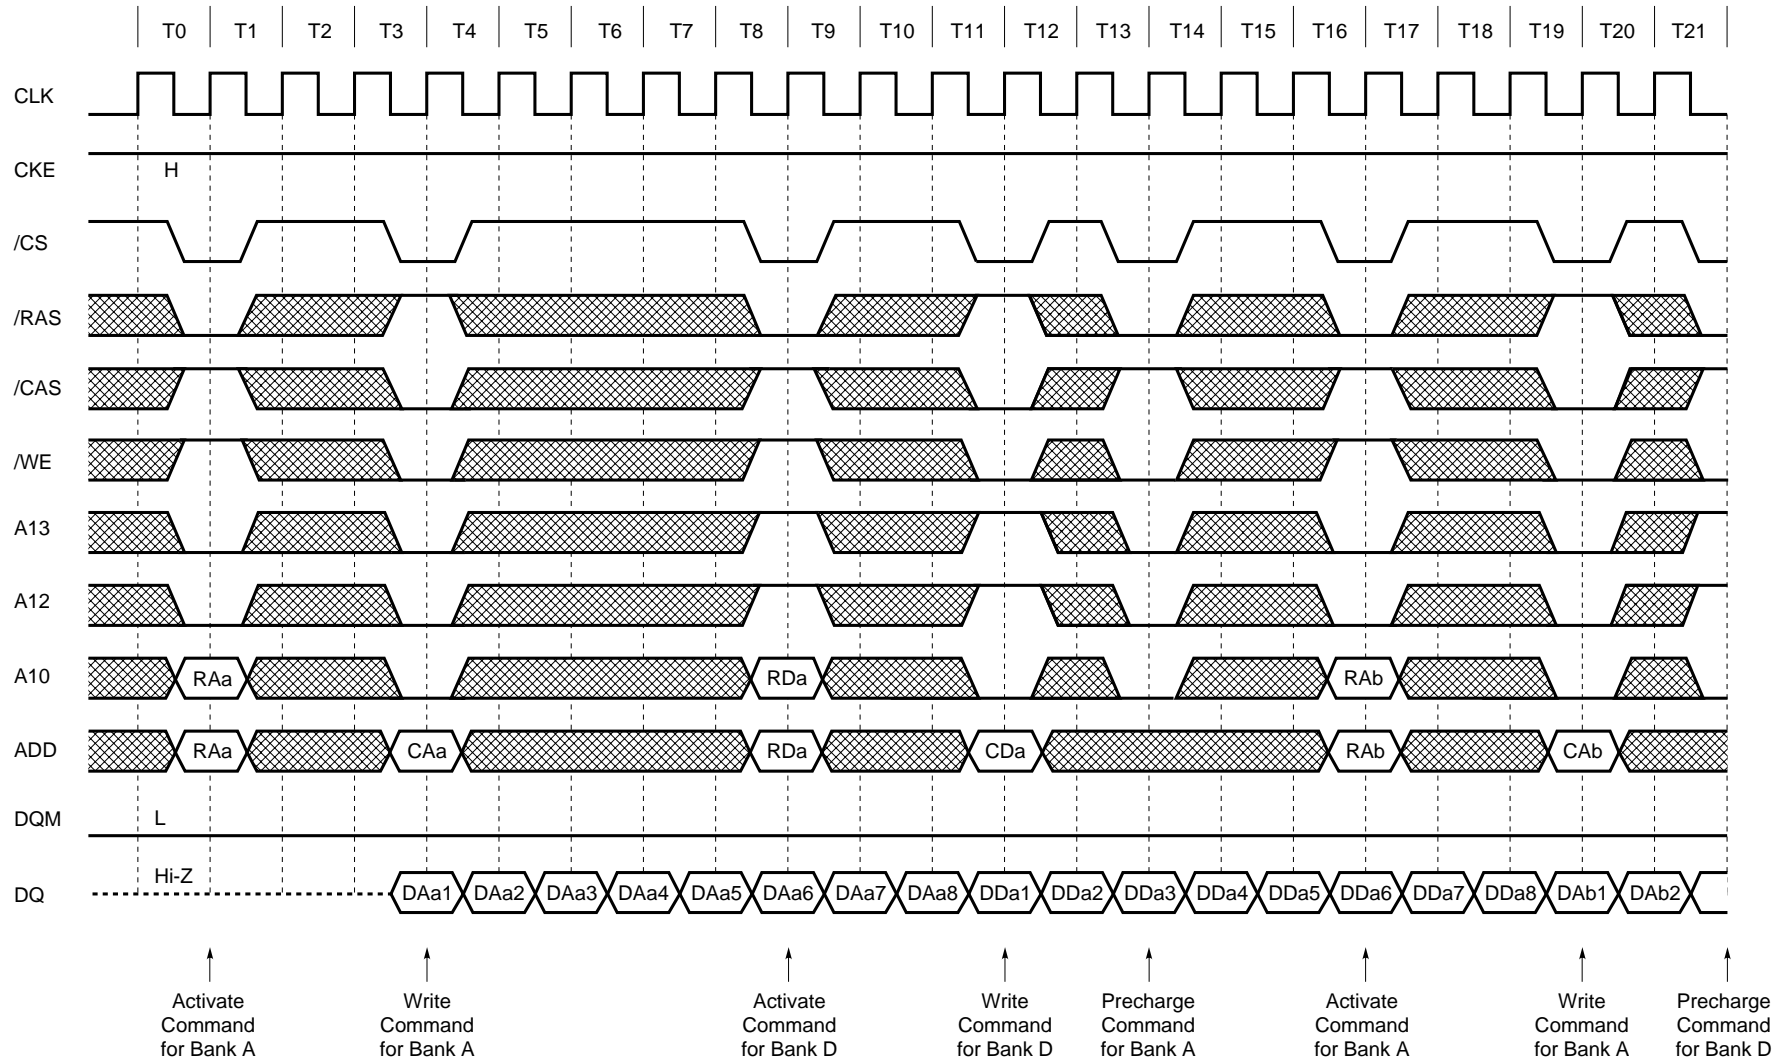 T0 T1 T2 T3 T4 T5 T6 T7 T8 T9 T10 T11 T12 T13 T14 T15 T16 T17 T18 T19 T20 T21
CLK
CKE H
/CS
/RAS
/CAS
/WE
A13
A12
A10 RAa RDa RAb
ADD RAa CAa RDa CDa RAb CAb
DQM L
DQ Hi-Z DAa1 DAa2 DAa3 DAa4 DAa5 DAa6 DAa7 DAa8 DDa1 DDa2 DDa3 DDa4 DDa5 DDa6 DDa7 DDa8 DAb1 DAb2
Activate
Command
for Bank A
Write
Command
for Bank A
Activate
Command
for Bank D
Write
Command
for Bank D
Precharge
Command
for Bank A
Activate
Command
for Bank A
Write
Command
for Bank A
Precharge
Command
for Bank D